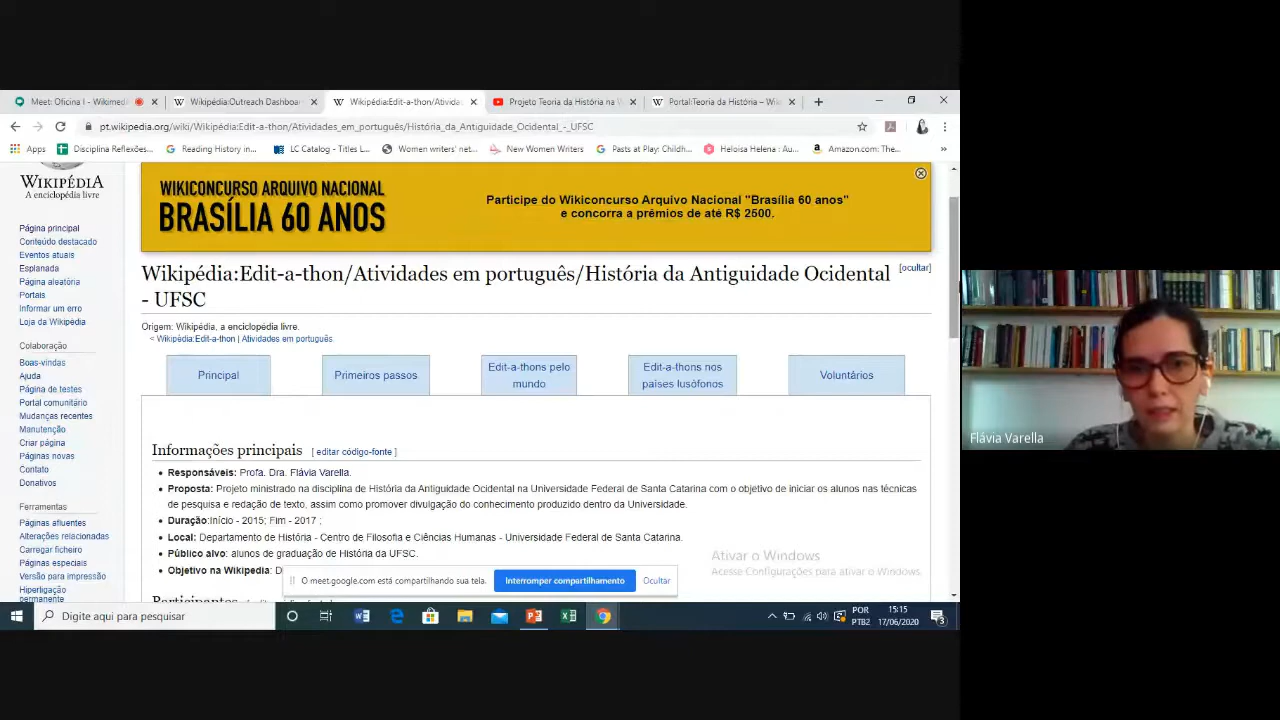 Meet: Oficina I - Wikimed
Wikipédia:Outreach Dashboa
Wikipédia:Edit-a-thon/Ativida
Projeto Teoria da História na W
Portal:Teoria da História – Wik
pt.wikipedia.org/wiki/Wikipédia:Edit-a-thon/Atividades_em_português/História_da_Antiguidade_Ocidental_-_UFSC
Apps
Disciplina Reflexões...
Reading History in...
LC Catalog - Titles L...
Women writers' net...
New Women Writers
Pasts at Play: Childh...
Heloisa Helena : Au...
Amazon.com: The...
»
WIKIPÉDIA
A enciclopédia livre
Página principal
Conteúdo destacado
Eventos atuais
Esplanada
Página aleatória
Portais
Informar um erro
Loja da Wikipédia
Colaboração
Boas-vindas
Ajuda
Página de testes
Portal comunitário
Mudanças recentes
Manutenção
Criar página
Páginas novas
Contato
Donativos
Ferramentas
Páginas afluentes
Alterações relacionadas
Carregar ficheiro
Páginas especiais
Versão para impressão
Hiperligação
permanente
WIKICONCURSO ARQUIVO NACIONAL
BRASÍLIA 60 ANOS
Participe do Wikiconcurso Arquivo Nacional "Brasília 60 anos"
e concorra a prêmios de até R$ 2500.
[ocultar]
Wikipédia:Edit-a-thon/Atividades em português/História da Antiguidade Ocidental
- UFSC
Origem: Wikipédia, a enciclopédia livre.
< Wikipédia:Edit-a-thon | Atividades em português
Principal
Primeiros passos
Edit-a-thons pelo
mundo
Edit-a-thons nos
países lusófonos
Voluntários
Informações principais [ editar código-fonte ]
• Responsáveis: Profa. Dra. Flávia Varella.
• Proposta: Projeto ministrado na disciplina de História da Antiguidade Ocidental na Universidade Federal de Santa Catarina com o objetivo de iniciar os alunos nas técnicas
de pesquisa e redação de texto, assim como promover divulgação do conhecimento produzido dentro da Universidade.
• Duração:Início - 2015; Fim - 2017 ;
• Local: Departamento de História - Centro de Filosofia e Ciências Humanas - Universidade Federal de Santa Catarina.
• Público alvo: alunos de graduação de História da UFSC.
• Objetivo na Wikipedia: D
Participantes
O meet.google.com está compartilhando sua tela.
Interromper compartilhamento
Ocultar
Ativar o Windows
Acesse Configurações para ativar o Windows.
Digite aqui para pesquisar
POR
PTB2
15:15
17/06/2020
3
Flávia Varella